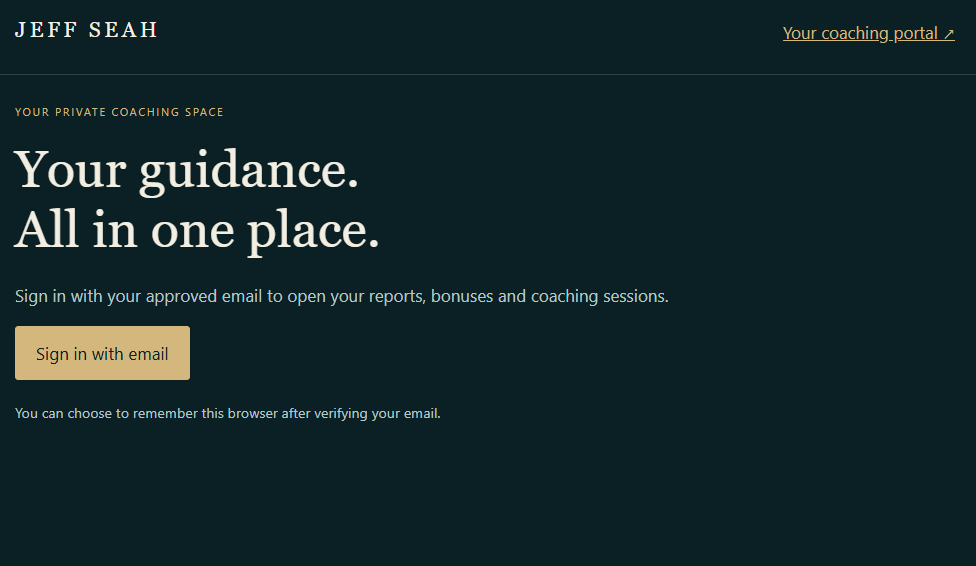 JEFF SEAH
Your coaching portal ↗
YOUR PRIVATE COACHING SPACE
Your guidance.
All in one place.
Sign in with your approved email to open your reports, bonuses and coaching sessions.
Sign in with email
You can choose to remember this browser after verifying your email.